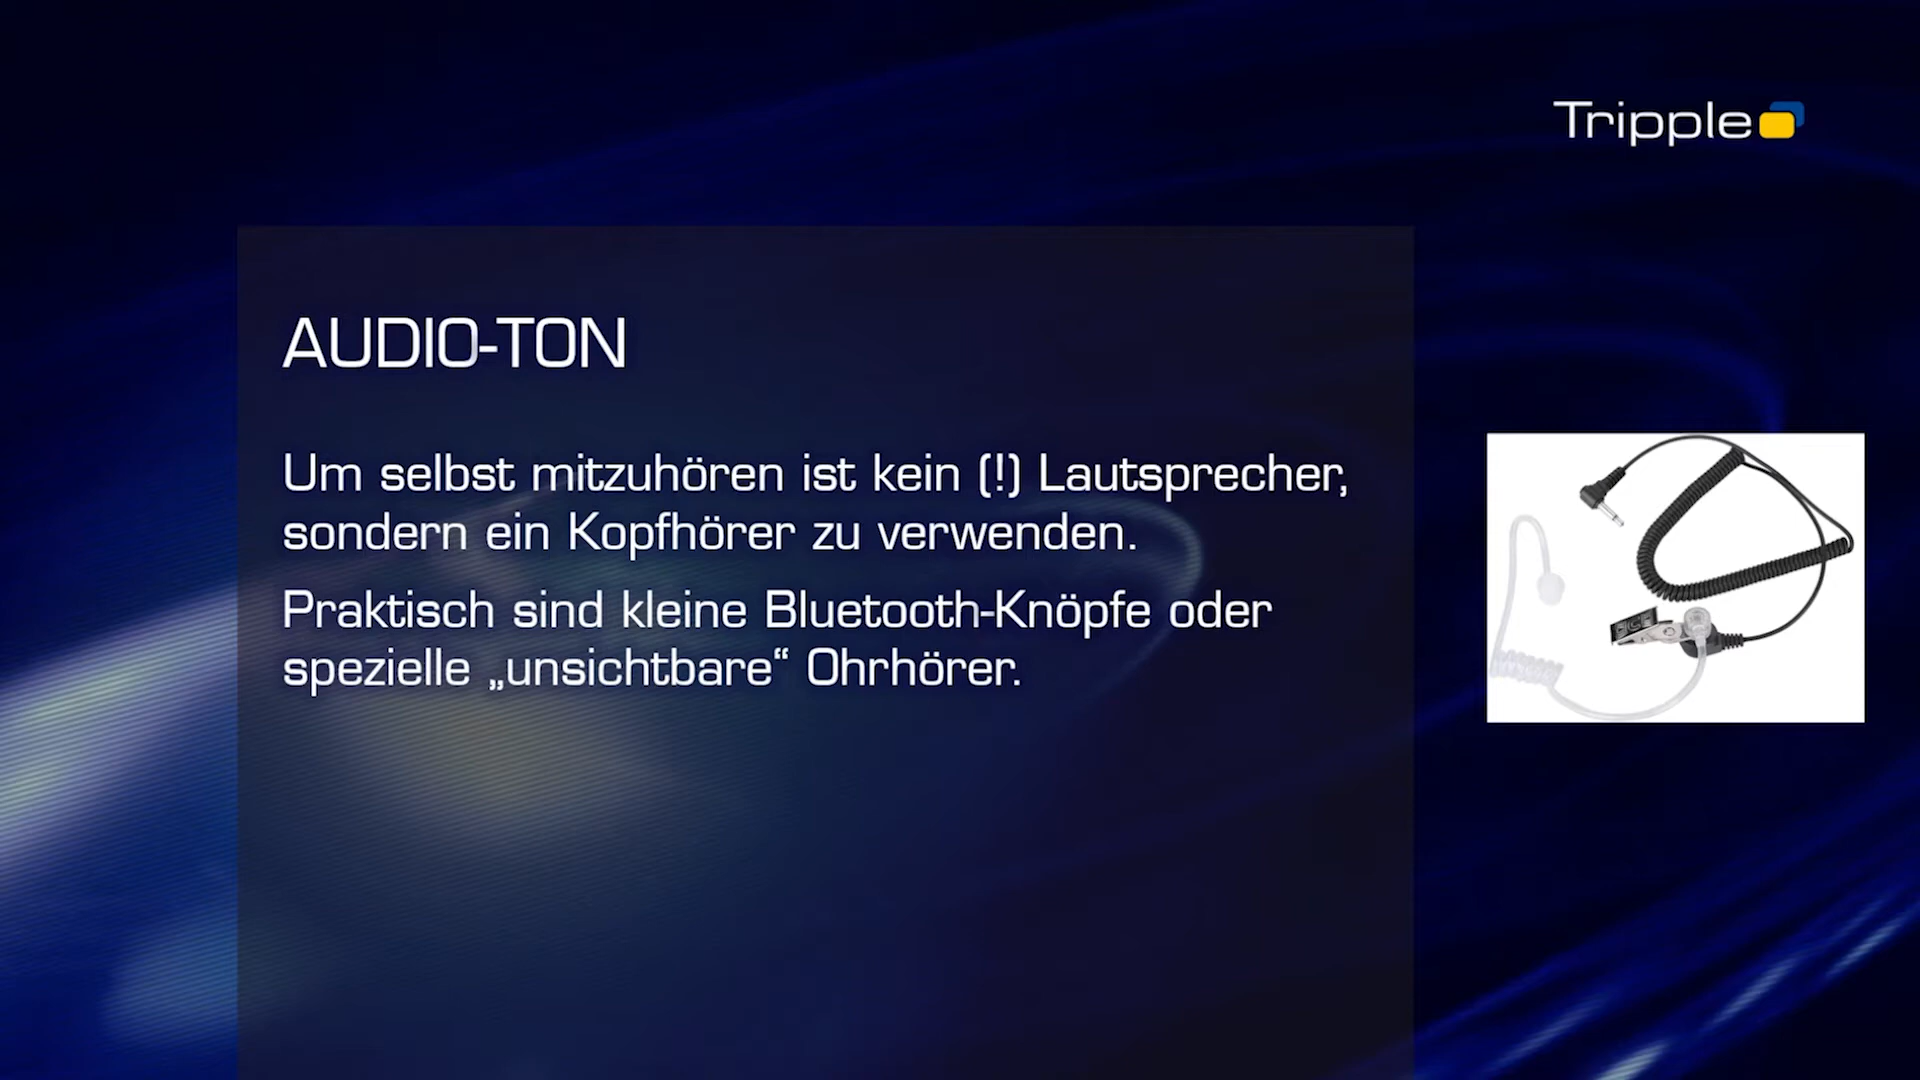 Tripple
AUDIO-TON
Um selbst mitzuhören ist kein (!) Lautsprecher,
sondern ein Kopfhörer zu verwenden.
Praktisch sind kleine Bluetooth-Knöpfe oder
spezielle „unsichtbare“ Ohrhörer.